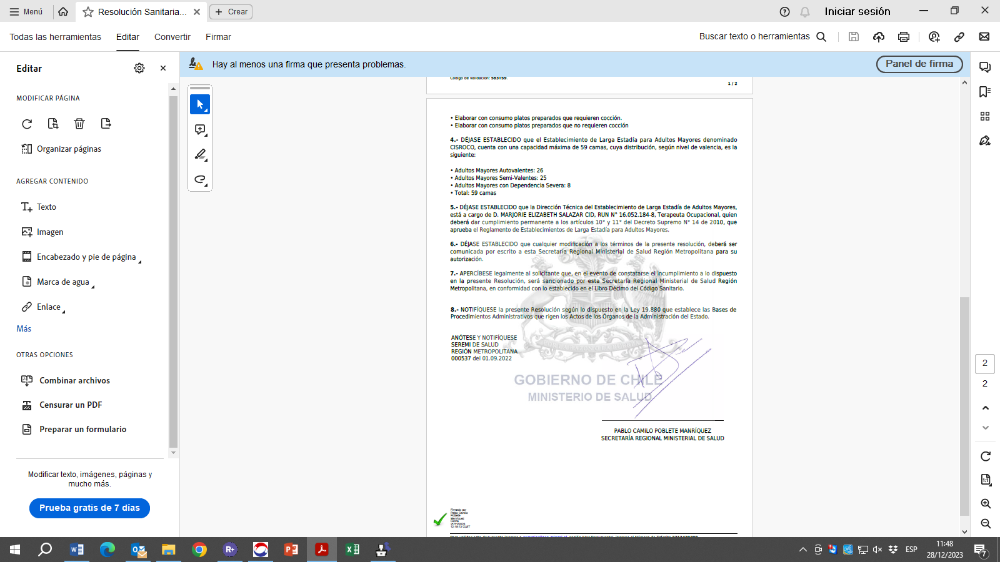 Menú
Resolución Sanitaria...
Crear
Iniciar sesión
Todas las herramientas
Editar
Convertir
Firmar
Buscar texto o herramientas
Editar
Hay al menos una firma que presenta problemas.
Panel de firma
MODIFICAR PÁGINA
Organizar páginas
AGREGAR CONTENIDO
Texto
Imagen
Encabezado y pie de página
Marca de agua
Enlace
Más
OTRAS OPCIONES
Combinar archivos
Censurar un PDF
Preparar un formulario
Modificar texto, imágenes, páginas y
mucho más.
Prueba gratis de 7 días
Código de Validación: 583159.
1 / 2
• Elaborar con consumo platos preparados que requieren cocción.
• Elaborar con consumo platos preparados que no requieren cocción
4.- DÉJASE ESTABLECIDO que el Establecimiento de Larga Estadía para Adultos Mayores denominado
CISROCO, cuenta con una capacidad máxima de 59 camas, cuya distribución, según nivel de valencia, es la
siguiente:
• Adultos Mayores Autovalentes: 26
• Adultos Mayores Semi-Valentes: 25
• Adultos Mayores con Dependencia Severa: 8
• Total: 59 camas
5.- DÉJASE ESTABLECIDO que la Dirección Técnica del Establecimiento de Larga Estadía de Adultos Mayores,
está a cargo de D. MARJORIE ELIZABETH SALAZAR CID, RUN N° 16.052.184-8, Terapeuta Ocupacional, quien
deberá dar cumplimiento permanente a los artículos 10° y 11° del Decreto Supremo N° 14 de 2010, que
aprueba el Reglamento de Establecimientos de Larga Estadía para Adultos Mayores.
6.- DÉJASE ESTABLECIDO que cualquier modificación a los términos de la presente resolución, deberá ser
comunicada por escrito a esta Secretaría Regional Ministerial de Salud Región Metropolitana para su
autorización.
7.- APERCÍBESE legalmente al solicitante que, en el evento de constatarse el incumplimiento a lo dispuesto
en la presente Resolución, será sancionado por esta Secretaría Regional Ministerial de Salud Región
Metropolitana, en conformidad con lo establecido en el Libro Décimo del Código Sanitario.
8.- NOTIFÍQUESE la presente Resolución según lo dispuesto en la Ley 19.880 que establece las Bases de
Procedimientos Administrativos que rigen los Actos de los Órganos de la Administración del Estado.
ANÓTESE Y NOTIFÍQUESE
SEREMI DE SALUD
REGIÓN METROPOLITANA
000537 del 01.09.2022
GOBIERNO DE CHILE
MINISTERIO DE SALUD
PABLO CAMILO POBLETE MANRÍQUEZ
SECRETARÍA REGIONAL MINISTERIAL DE SALUD
Firmado por
Pablo Camilo
Poblete
Manríquez
Fecha
2
2
ESP
11:48
28/12/2023
7